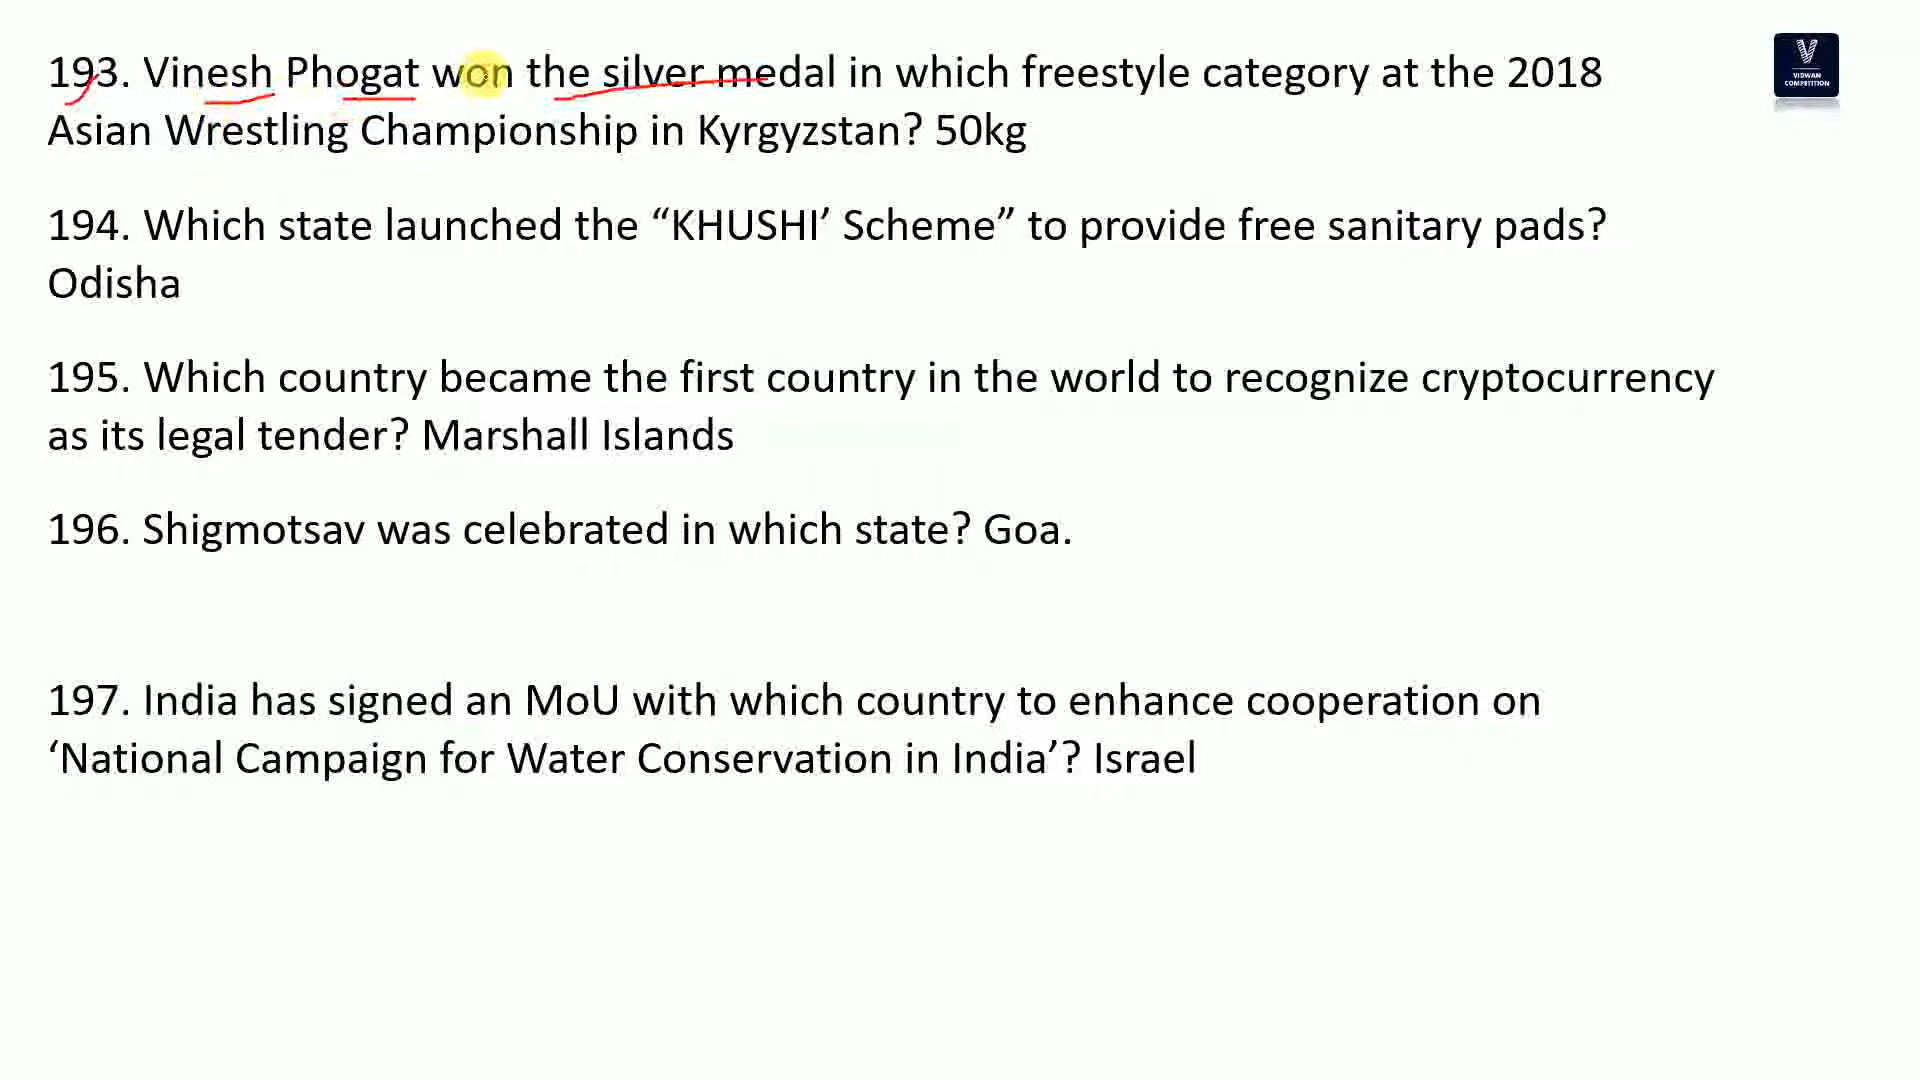 193. Vinesh Phogat won the silver medal in which freestyle category at the 2018
Asian Wrestling Championship in Kyrgyzstan? 50kg
194. Which state launched the “KHUSHI’ Scheme” to provide free sanitary pads?
Odisha
195. Which country became the first country in the world to recognize cryptocurrency
as its legal tender? Marshall Islands
196. Shigmotsav was celebrated in which state? Goa.
197. India has signed an MoU with which country to enhance cooperation on
‘National Campaign for Water Conservation in India’? Israel
V
VIDWAN
COMPETITION